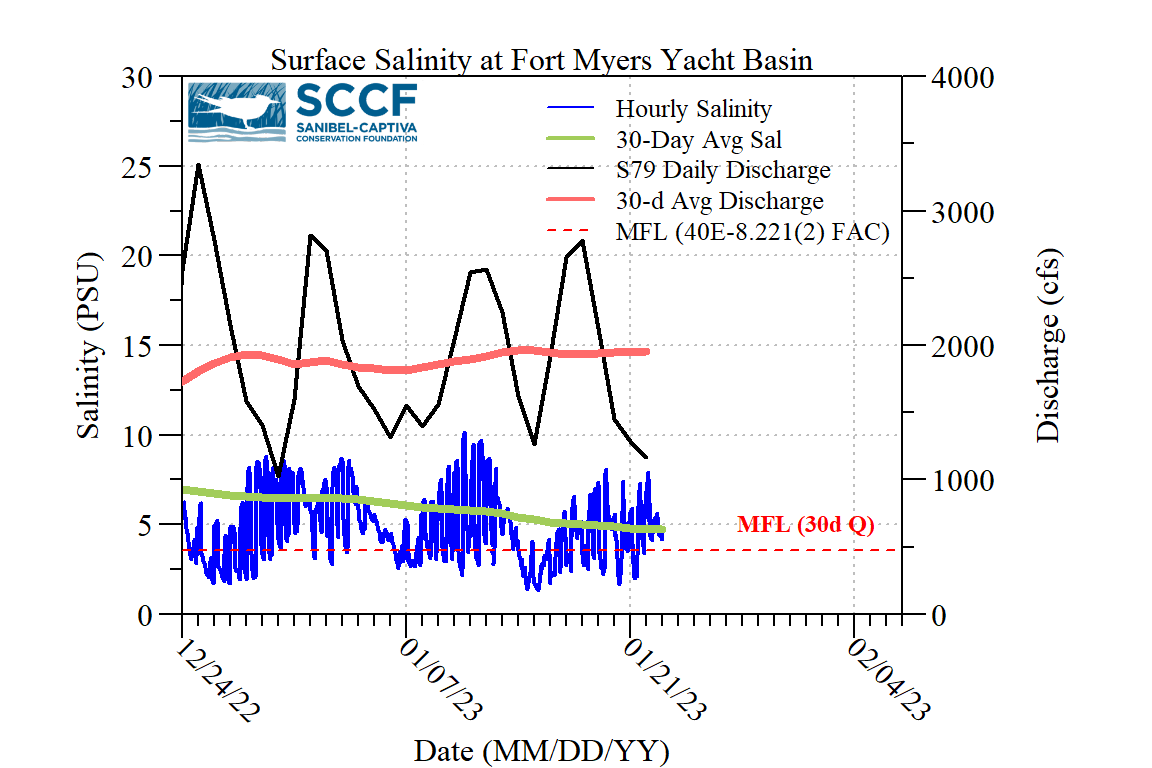 Surface Salinity at Fort Myers Yacht Basin
SCCF
SANIBEL-CAPTIVA
CONSERVATION FOUNDATION
Hourly Salinity
30-Day Avg Sal
S79 Daily Discharge
30-d Avg Discharge
MFL (40E-8.221(2) FAC)
30
25
20
15
10
5
0
Salinity (PSU)
4000
3000
2000
1000
0
Discharge (cfs)
MFL (30d Q)
12/24/22
01/07/23
01/21/23
02/04/23
Date (MM/DD/YY)